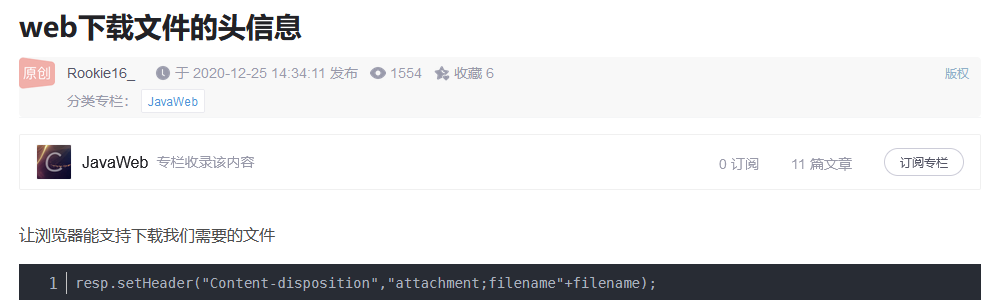 web下载文件的头信息
原创 Rookie16_ 于 2020-12-25 14:34:11 发布 1554 收藏 6 版权
分类专栏： JavaWeb
C JavaWeb 专栏收录该内容 0 订阅 11 篇文章 订阅专栏
让浏览器能支持下载我们需要的文件
1 resp.setHeader("Content-disposition","attachment;filename"+filename);